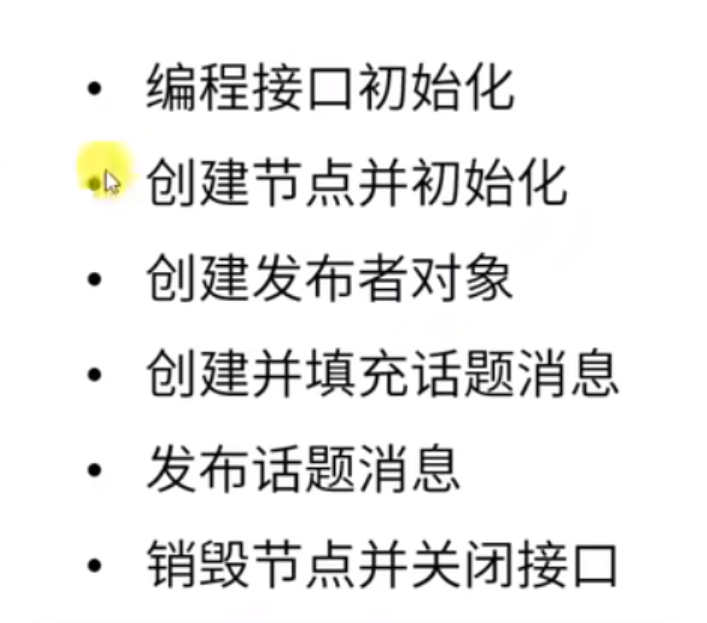 • 编程接口初始化
• 创建节点并初始化
• 创建发布者对象
• 创建并填充话题消息
• 发布话题消息
• 销毁节点并关闭接口